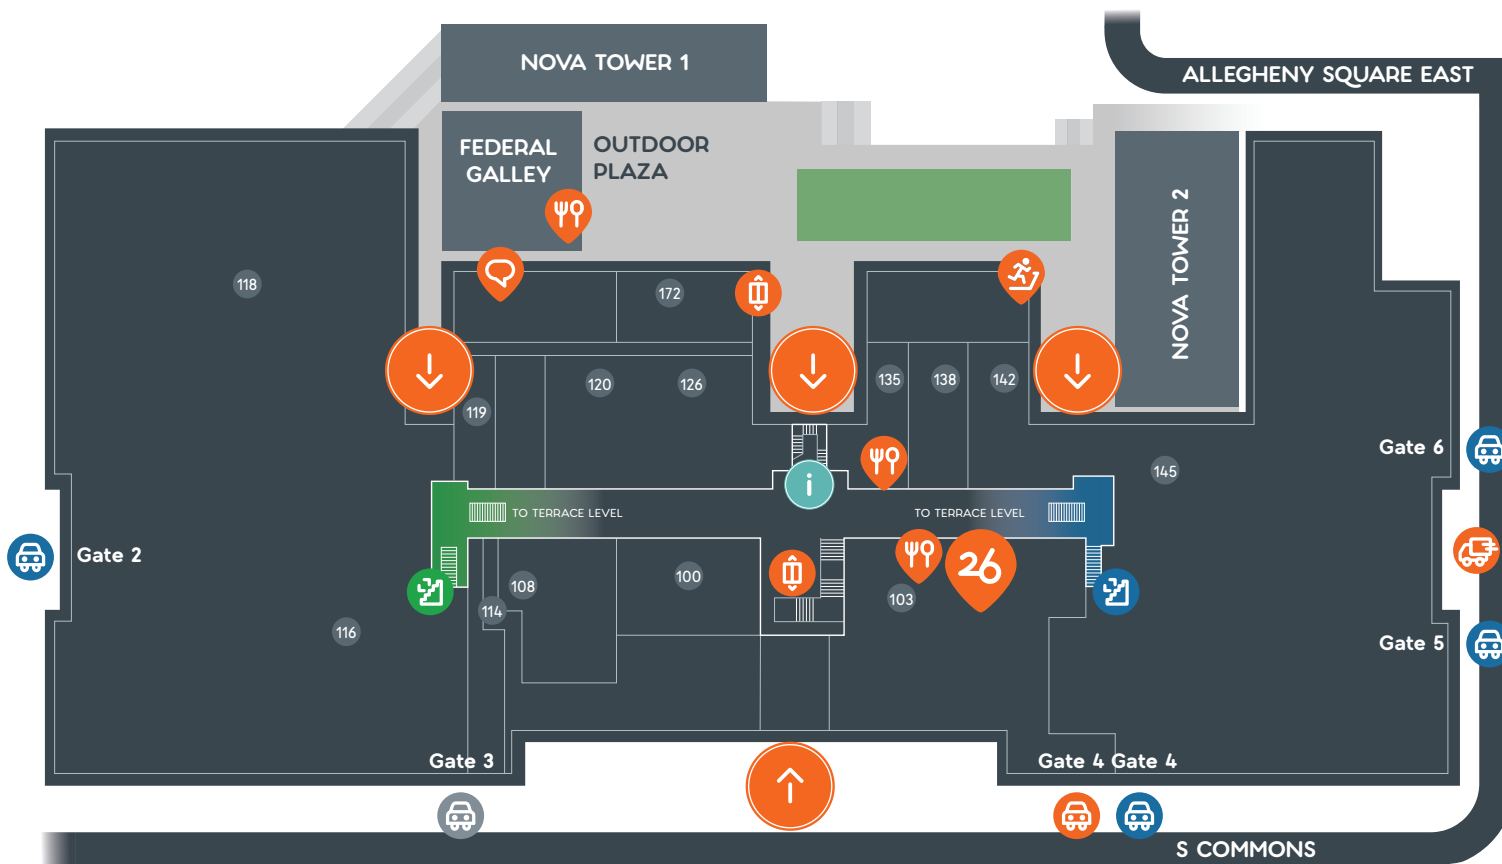 NOVA TOWER 1
ALLEGHENY SQUARE EAST
FEDERAL
GALLEY
OUTDOOR
PLAZA
NOVA TOWER 2
118
172
120
126
135
138
142
119
Gate 6
145
i
TO TERRACE LEVEL
TO TERRACE LEVEL
Gate 2
26
100
108
103
114
116
Gate 5
Gate 3
Gate 4 Gate 4
S COMMONS